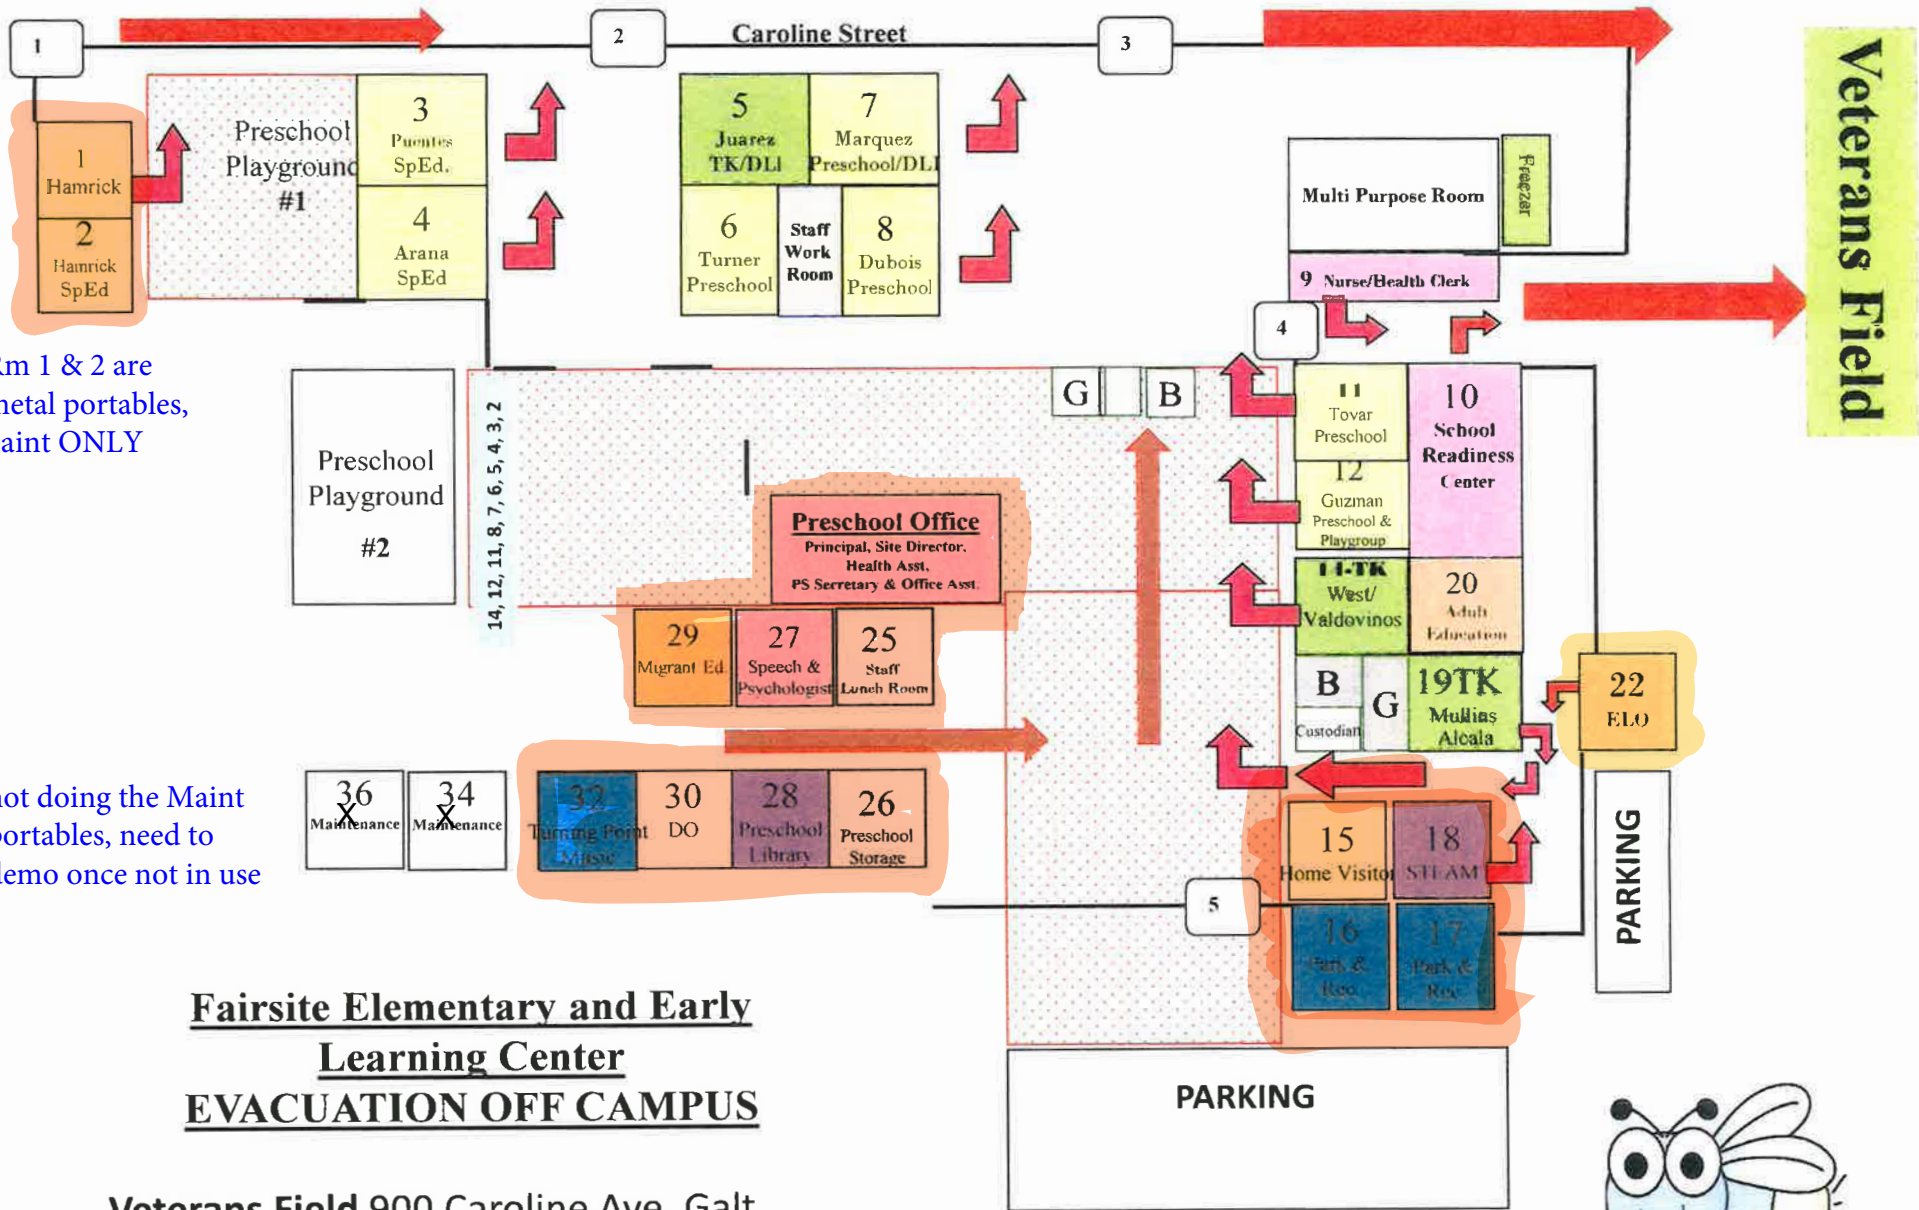 1
2
Caroline Street
3
Veterans Field
1
Hamrick
2
Hamrick
SpEd
Preschool
Playground
#1
3
Puentes
SpEd.
4
Arana
SpEd
5
Juarez
TK/DLI
7
Marquez
Preschool/DLI
6
Turner
Preschool
Staff
Work
Room
8
Dubois
Preschool
Multi Purpose Room
Freezer
9 Nurse/Health Clerk
4
Rm 1 & 2 are
metal portables,
aint ONLY
Preschool
Playground
#2
14, 12, 11, 8, 7, 6, 5, 4, 3, 2
G
B
11
Tovar
Preschool
10
School
Readiness
Center
12
Guzman
Preschool &
Playgroup
Preschool Office
Principal, Site Director,
Health Asst,
PS Secretary & Office Asst.
14-TK
West/
Valdovinos
20
Adult
Education
29
Migrant Ed.
27
Speech &
Psychologist
25
Staff
Lunch Room
B
Custodian
G
19TK
Mullins
Alcala
22
ELO
not doing the Maint
portables, need to
demo once not in use
36
X
Maintenance
34
X
Maintenance
32
Turning Point
Music
30
DO
28
Preschool
Library
26
Preschool
Storage
15
Home Visitor
18
STEAM
5
16
Park &
Rec
17
Park &
Rec
PARKING
Fairsite Elementary and Early
Learning Center
EVACUATION OFF CAMPUS
PARKING
Veterans Field 900 Caroline Ave, Galt